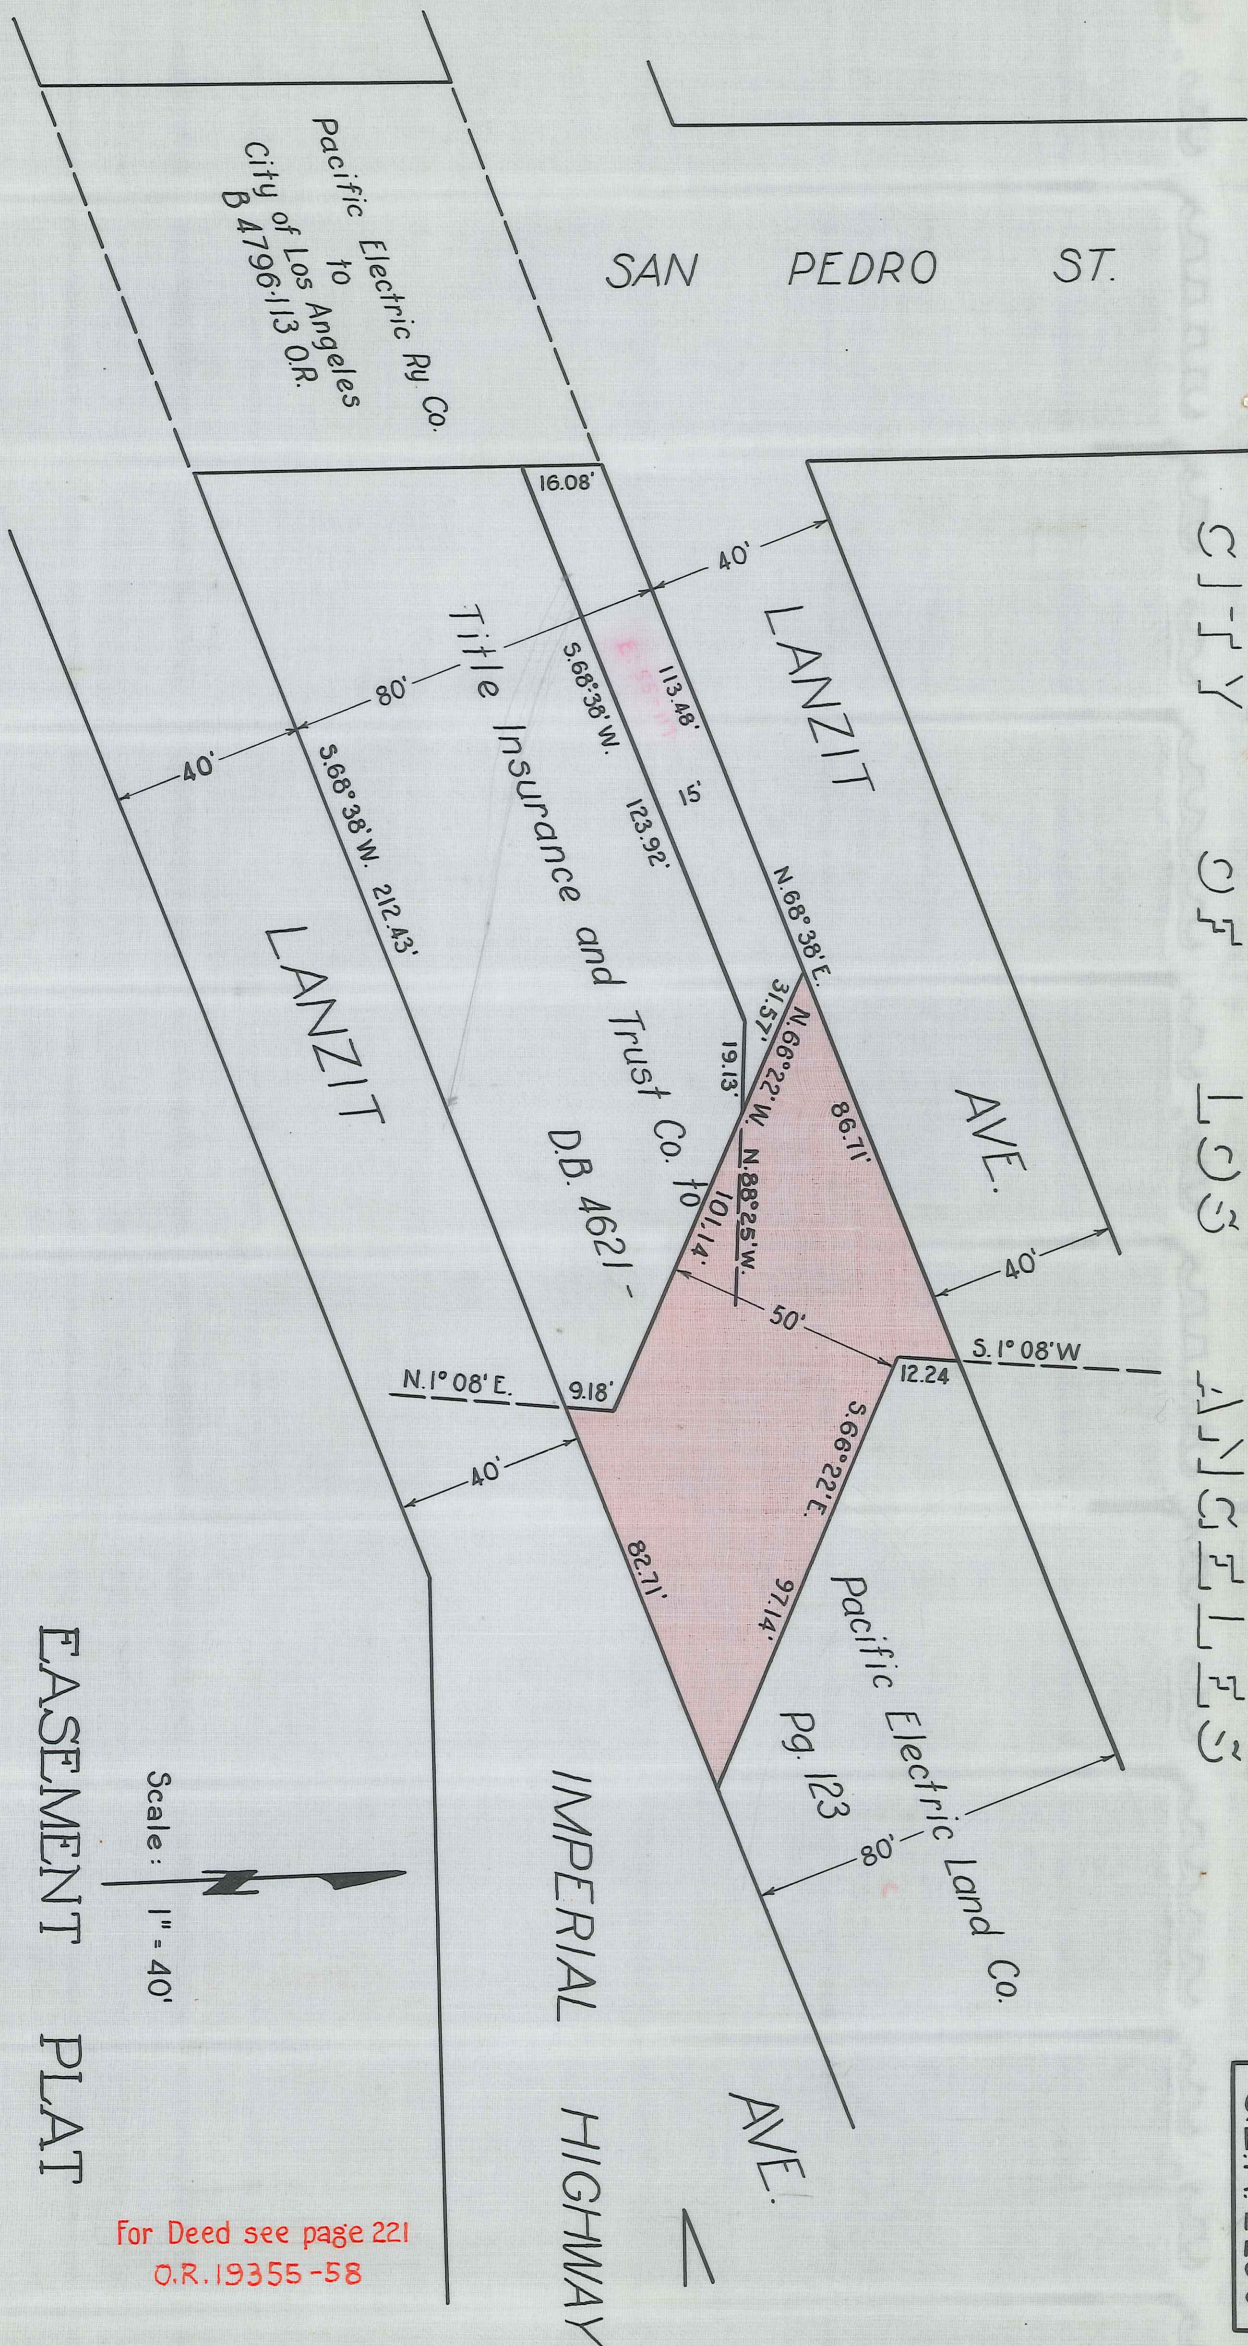 CITY OF LOS ANGELES
SAN PEDRO ST.
Pacific Electric Ry. Co.
to
City of Los Angeles
B 4796-113 O.R.
16.08'
40'
LANZIT AVE.
113.48'
N.68°38'E.
86.71'
15'
S.68°38'W. 123.92'
19.13'
31.57'
N.66°22'W.
101.14'
N.88°25'W.
50'
40'
12.24
S.1°08'W
S.66°22'E. 97.14'
Title Insurance and Trust Co. to Pacific Electric Land Co.
D.B. 4621 - Pg. 123
80'
80'
40'
S.68°38'W. 212.43'
N.1°08'E.
9.18'
82.71'
40'
LANZIT AVE.
IMPERIAL HIGHWAY
Scale: 1" = 40'
N
EASEMENT PLAT
For Deed see page 221
O.R. 19355-58